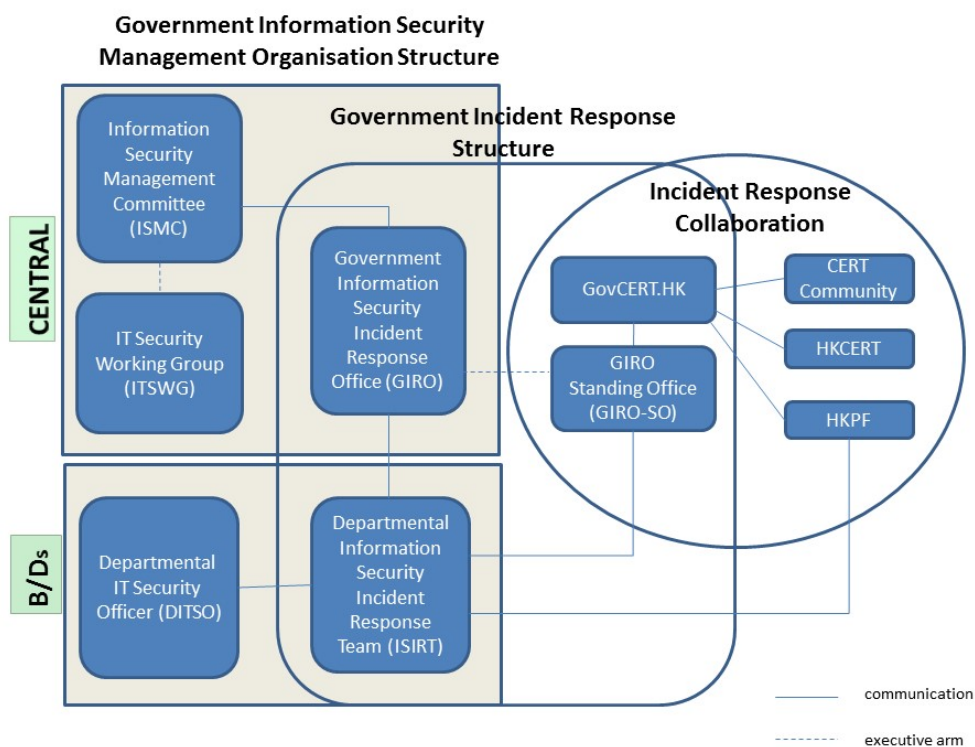 Government Information Security
Management Organisation Structure
Government Incident Response
Structure
Incident Response
Collaboration
CENTRAL
Information
Security
Management
Committee
(ISMC)
IT Security
Working Group
(ITSWG)
Government
Information
Security
Incident
Response
Office (GIRO)
GovCERT.HK
GIRO
Standing Office
(GIRO-SO)
CERT
Community
HKCERT
HKPF
B/Ds
Departmental
IT Security
Officer (DITSO)
Departmental
Information
Security
Incident
Response
Team (ISIRT)
communication
executive arm